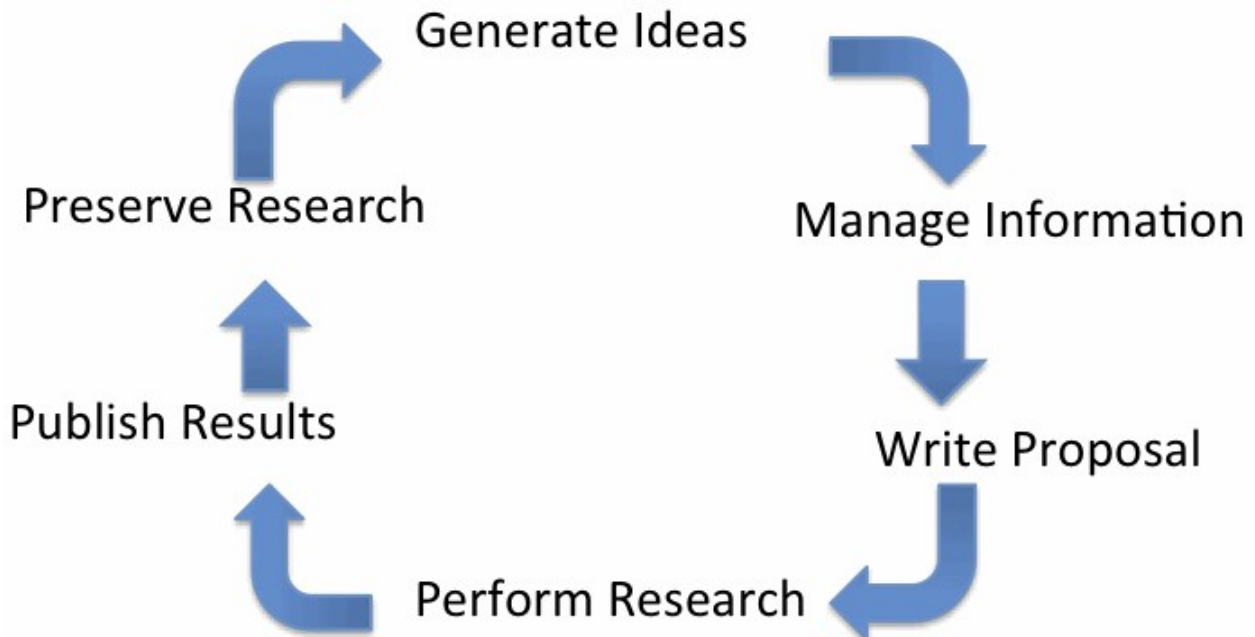 Generate Ideas
Manage Information
Write Proposal
Perform Research
Publish Results
Preserve Research